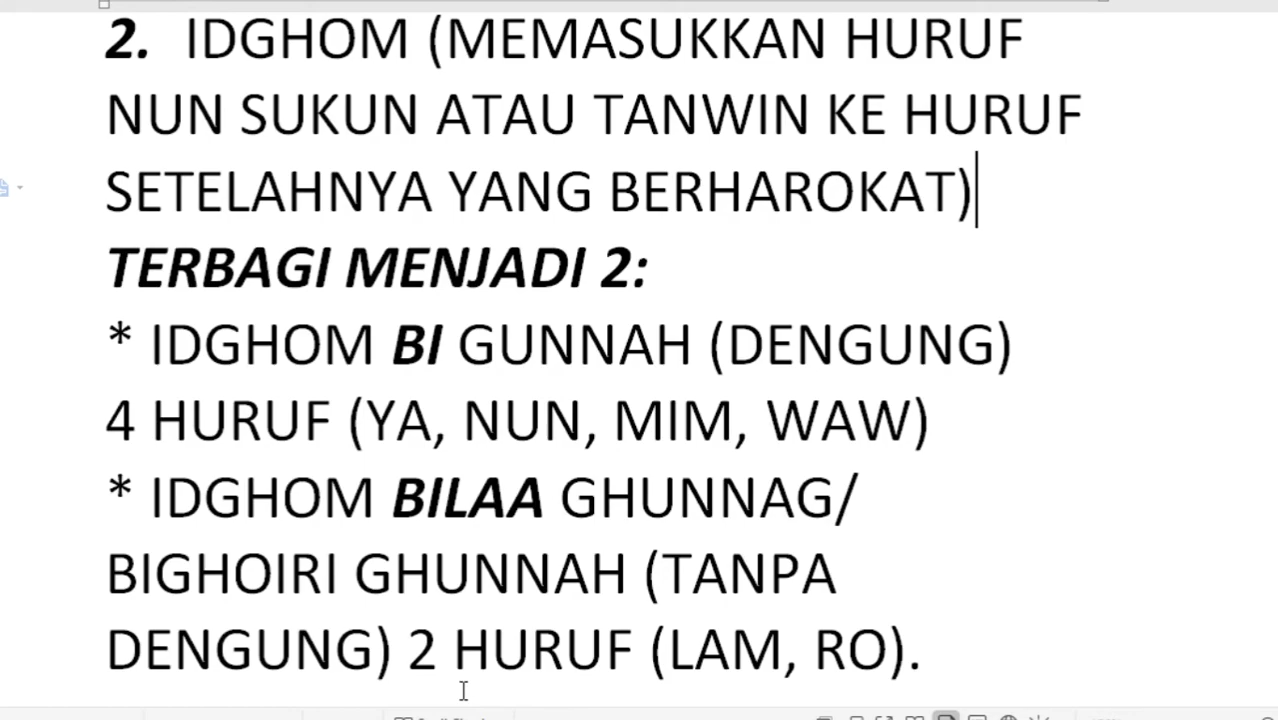 2. IDGHOM (MEMASUKKAN HURUF
NUN SUKUN ATAU TANWIN KE HURUF
SETELAHNYA YANG BERHAROKAT)
TERBAGI MENJADI 2:
* IDGHOM BI GUNNAH (DENGUNG)
4 HURUF (YA, NUN, MIM, WAW)
* IDGHOM BILAA GHUNNAG/
BIGHOIRI GHUNNAH (TANPA
DENGUNG) 2 HURUF (LAM, RO).